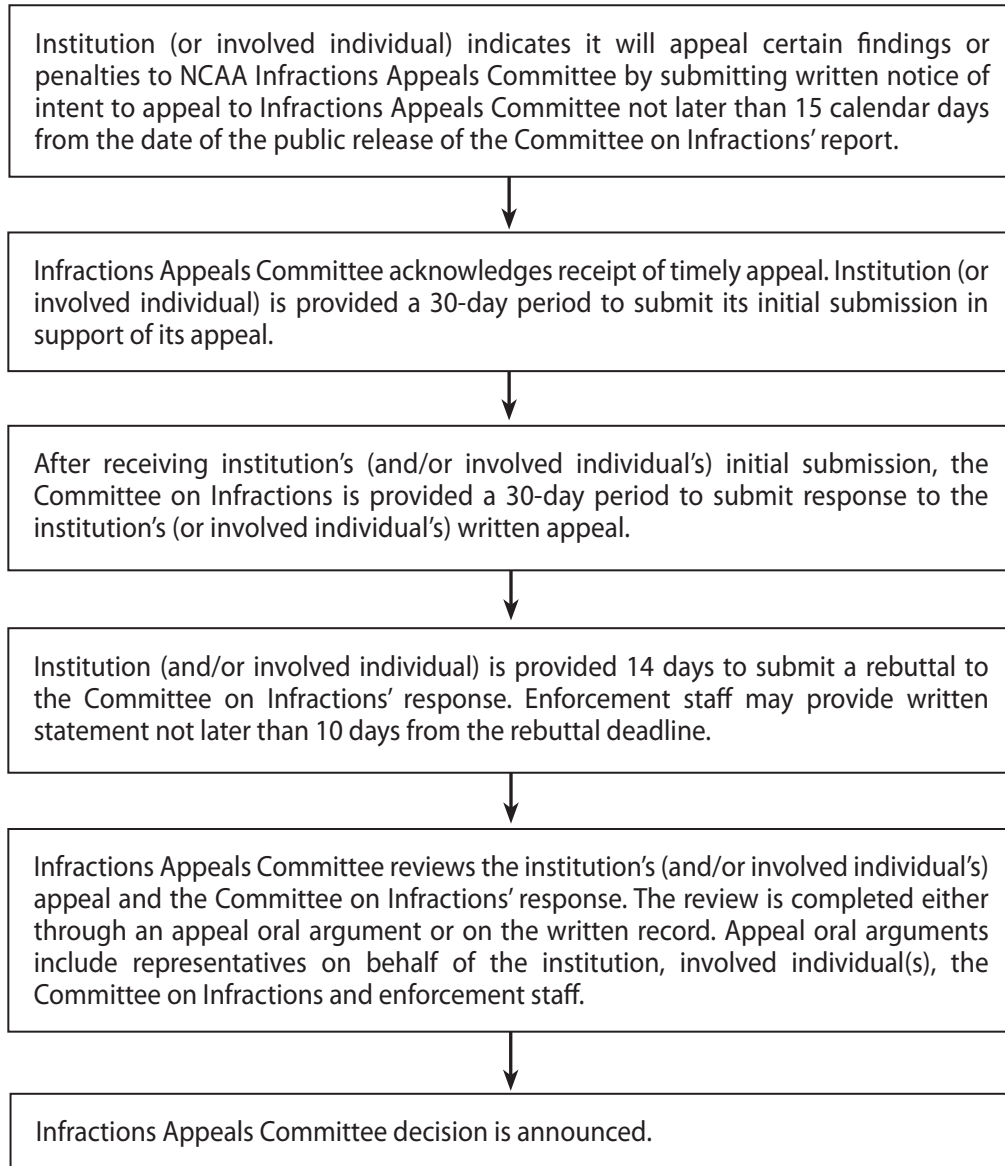 Institution (or involved individual) indicates it will appeal certain findings or
penalties to NCAA Infractions Appeals Committee by submitting written notice of
intent to appeal to Infractions Appeals Committee not later than 15 calendar days
from the date of the public release of the Committee on Infractions’ report.
Infractions Appeals Committee acknowledges receipt of timely appeal. Institution (or
involved individual) is provided a 30-day period to submit its initial submission in
support of its appeal.
After receiving institution’s (and/or involved individual’s) initial submission, the
Committee on Infractions is provided a 30-day period to submit response to the
institution’s (or involved individual’s) written appeal.
Institution (and/or involved individual) is provided 14 days to submit a rebuttal to
the Committee on Infractions’ response. Enforcement staff may provide written
statement not later than 10 days from the rebuttal deadline.
Infractions Appeals Committee reviews the institution’s (and/or involved individual’s)
appeal and the Committee on Infractions’ response. The review is completed either
through an appeal oral argument or on the written record. Appeal oral arguments
include representatives on behalf of the institution, involved individual(s), the
Committee on Infractions and enforcement staff.
Infractions Appeals Committee decision is announced.